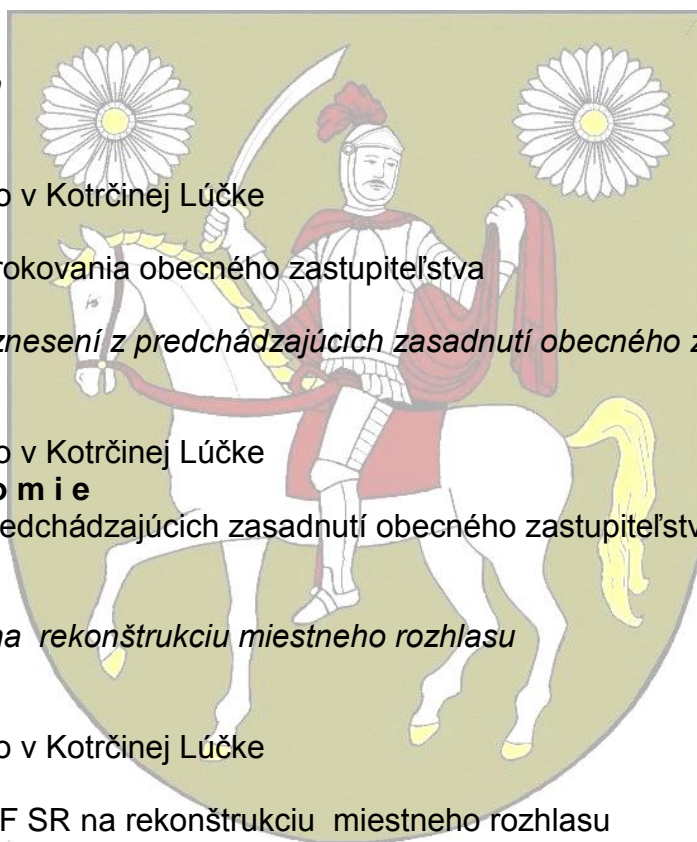 o v Kotrčinej Lúčke
rokovania obecného zastupiteľstva
znesení z predchádzajúcich zasadnutí obecného z
o v Kotrčinej Lúčke
o m i e
edchádzajúcich zasadnutí obecného zastupiteľstv
na rekonštrukciu miestneho rozhlasu
o v Kotrčinej Lúčke
F SR na rekonštrukciu miestneho rozhlasu